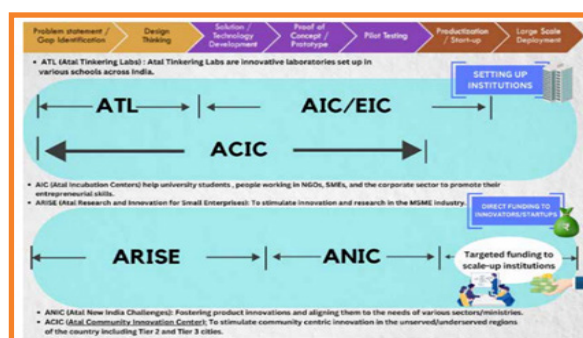 Problem statement /
Gap Identification
Design
Thinking
Solution /
Technology
Development
Proof of
Concept /
Prototype
Pilot Testing
Productization
/ Start-up
Large Scale
Deployment
• ATL (Atal Tinkering Labs) : Atal Tinkering Labs are innovative laboratories set up in
various schools across India.
SETTING UP
INSTITUTIONS
ATL
AIC/EIC
ACIC
• AIC (Atal Incubation Centers) help university students , people working in NGOs, SMEs, and the corporate sector to promote their
entrepreneurial skills.
• ARISE (Atal Research and Innovation for Small Enterprises): To stimulate innovation and research in the MSME Industry.
DIRECT FUNDING TO
INNOVATORS/STARTUPS
₹
ARISE
ANIC
Targeted funding to
scale-up institutions
• ANIC (Atal New India Challenges): Fostering product innovations and aligning them to the needs of various sectors/ministries.
• ACIC (Atal Community Innovation Center): To stimulate community centric innovation in the unserved/underserved regions
of the country including Tier 2 and Tier 3 cities.